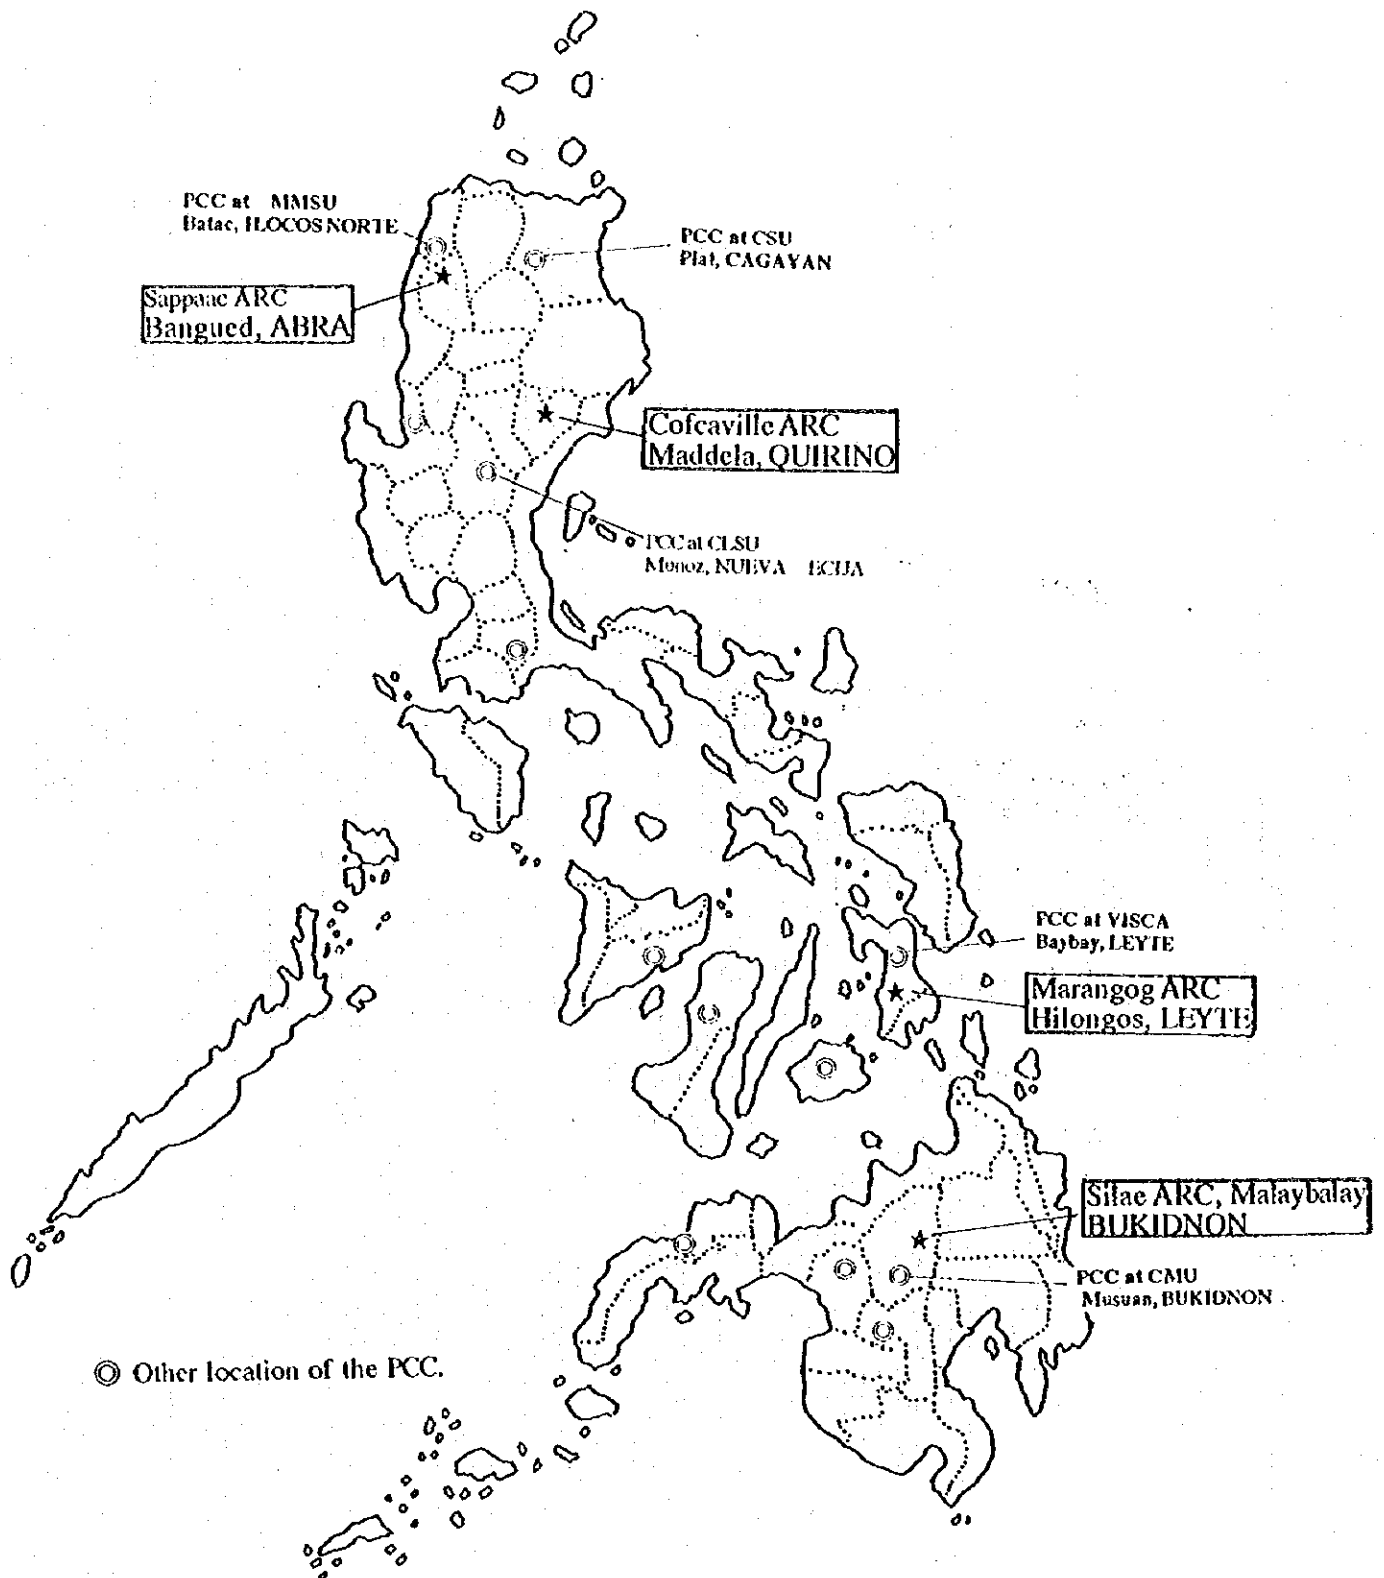 PCC at MMSU
Batac, ILOCOS NORTE
PCC at CSU
Piat, CAGAYAN
Sappaac ARC
Bangued, ABRA
Cofcaville ARC
Maddela, QUIRINO
PCC at CLSU
Munoz, NUEVA ECIJA
PCC at VISCA
Baybay, LEYTE
Marangog ARC
Hilongos, LEYTE
Silae ARC, Malaybalay
BUKIDNON
PCC at CMU
Musuan, BUKIDNON
Other location of the PCC.